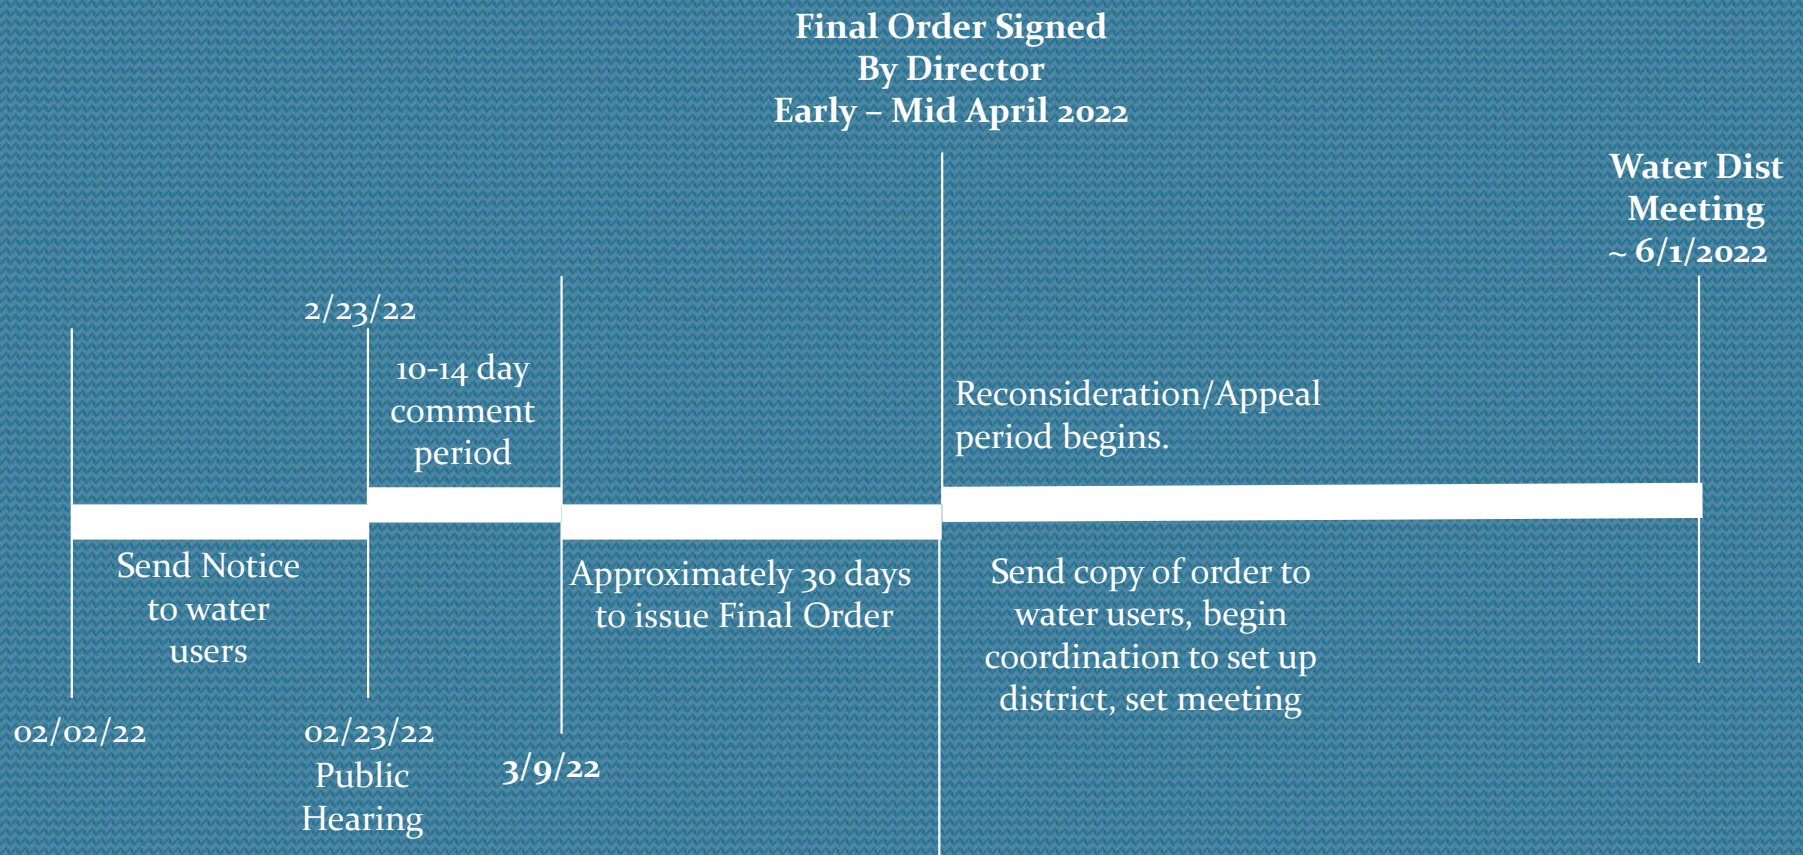 Final Order Signed
By Director
Early – Mid April 2022
Water Dist
Meeting
~ 6/1/2022
2/23/22
10-14 day
comment
period
Reconsideration/Appeal
period begins.
Send Notice
to water
users
Approximately 30 days
to issue Final Order
Send copy of order to
water users, begin
coordination to set up
district, set meeting
02/02/22
02/23/22
Public
Hearing
3/9/22